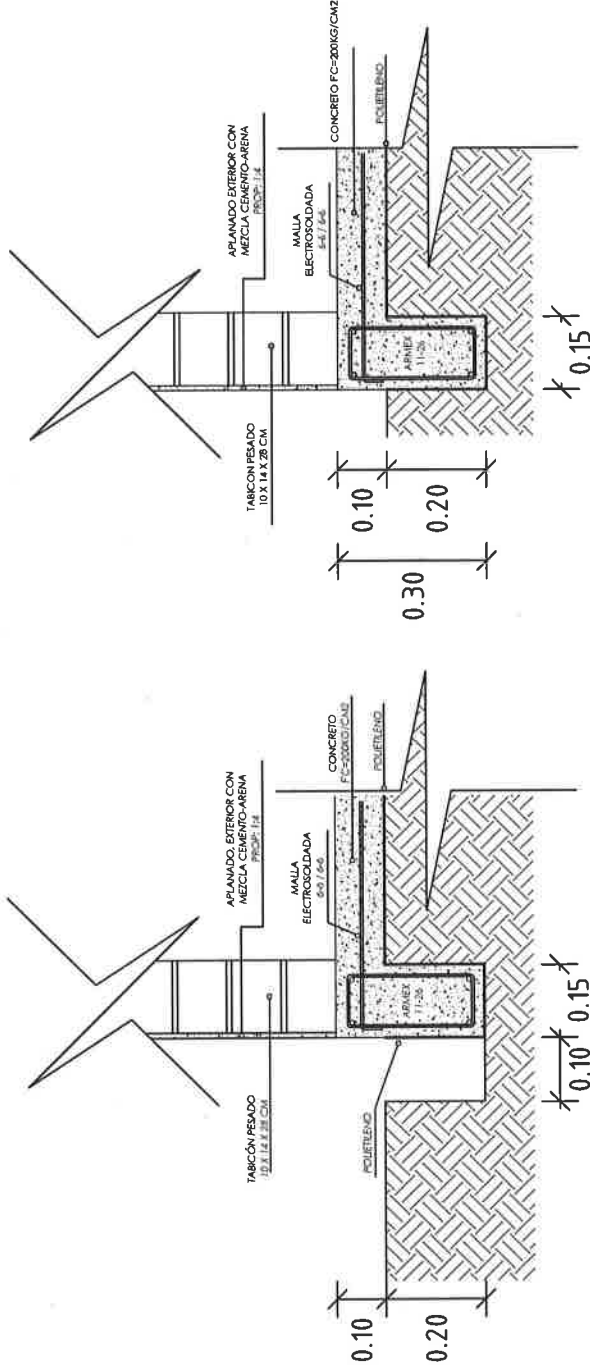 APLANADO, EXTERIOR CON
MEZCLA CEMENTO-ARENA
PROP: 1:4
TABICÓN PESADO
10 X 14 X 28 CM
MALLA
ELECTROSOLDADA
6-6 / 6-6
CONCRETO
F'C=200KG/CM2
POLIETILENO
POLIETILENO
ARMEX
11-26
0.10
0.20
0.10
0.15
APLANADO EXTERIOR CON
MEZCLA CEMENTO-ARENA
PROP: 1:4
TABICON PESADO
10 X 14 X 28 CM
MALLA
ELECTROSOLDADA
6-6 / 6-6
CONCRETO F'C=200KG/CM2
POLIETILENO
ARMEX
11-26
0.10
0.20
0.30
0.15